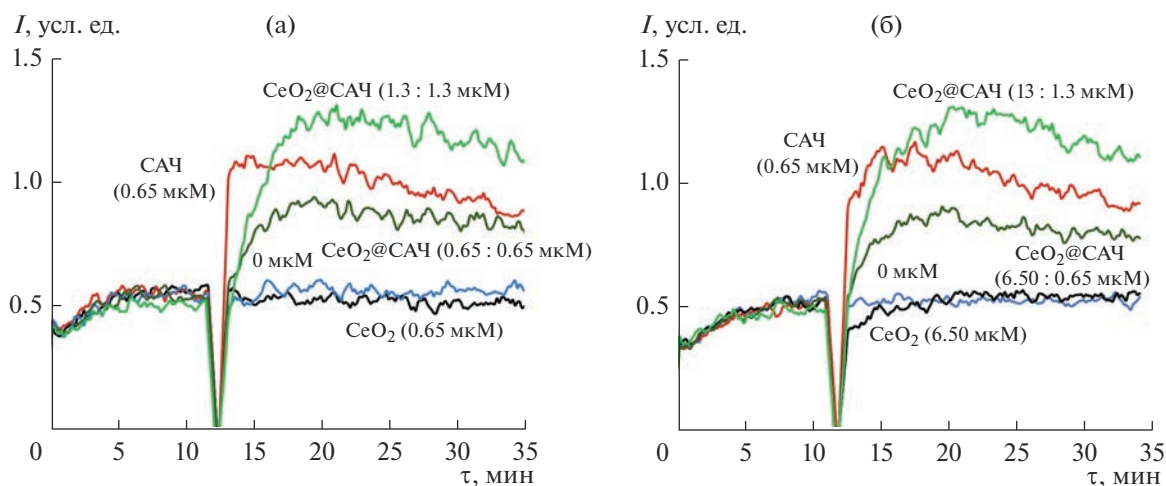 I, усл. ед.
(а)
1.5
CeO2@САЧ (1.3 : 1.3 мкМ)
САЧ
(0.65 мкМ)
1.0
CeO2@САЧ (0.65 : 0.65 мкМ)
0 мкМ
0.5
CeO2 (0.65 мкМ)
0 5 10 15 20 25 30 35
τ, мин
I, усл. ед.
(б)
1.5
CeO2@САЧ (13 : 1.3 мкМ)
САЧ
(0.65 мкМ)
1.0
CeO2@САЧ
(6.50 : 0.65 мкМ)
0 мкМ
0.5
CeO2 (6.50 мкМ)
0 5 10 15 20 25 30 35
τ, мин